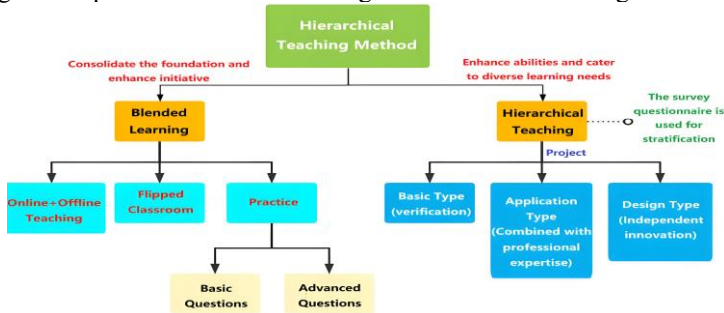 Hierarchical
Teaching Method
Consolidate the foundation and
enhance initiative
Enhance abilities and cater
to diverse learning needs
Blended
Learning
Hierarchical
Teaching
The survey
questionnaire is
used for
stratification
Project
Online+Offline
Teaching
Flipped
Classroom
Practice
Basic Type
(verification)
Application
Type
(Combined with
professional
expertise)
Design Type
(Independent
innovation)
Basic
Questions
Advanced
Questions